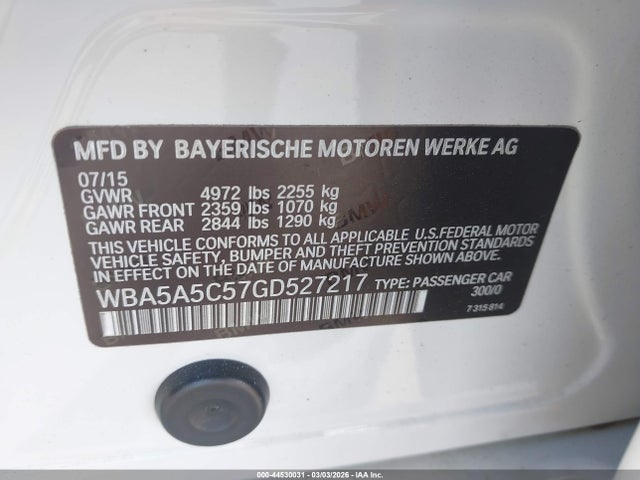 MFD BY BAYERISCHE MOTOREN WERKE AG
07/15
GVWR 4972 lbs 2255 kg
GAWR FRONT 2359 lbs 1070 kg
GAWR REAR 2844 lbs 1290 kg
THIS VEHICLE CONFORMS TO ALL APPLICABLE U.S.FEDERAL MOTOR
VEHICLE SAFETY, BUMPER AND THEFT PREVENTION STANDARDS
IN EFFECT ON THE DATE OF MANUFACTURE SHOWN ABOVE.
WBA5A5C57GD527217 TYPE: PASSENGER CAR
300/0
7315814
000-44530031 - 03/03/2026 - IAA Inc.